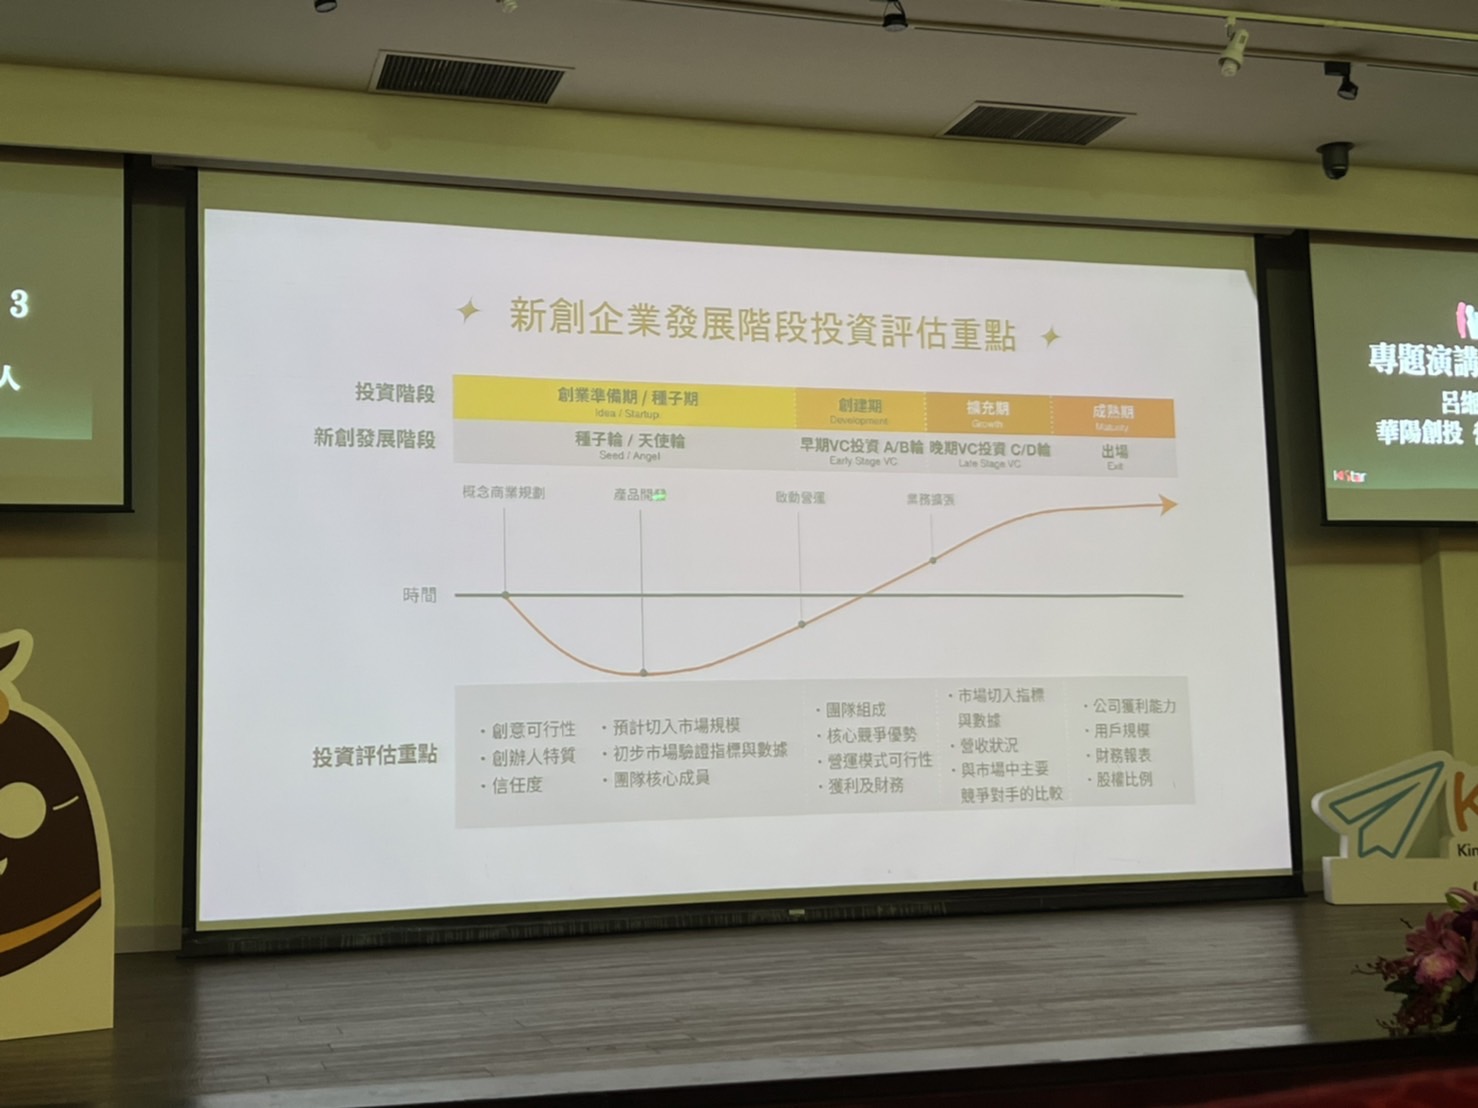 3
人
新創企業發展階段投資評估重點
投資階段
創業準備期 / 種子期
Idea / Startup
創建期
Development
擴充期
Growth
成熟期
Maturity
新創發展階段
種子輪 / 天使輪
Seed / Angel
早期VC投資 A/B輪
Early Stage VC
晚期VC投資 C/D輪
Late Stage VC
出場
Exit
概念商業規劃
產品開發
啟動營運
業務擴張
時間
投資評估重點
・創意可行性
・創辦人特質
・信任度
・預計切入市場規模
・初步市場驗證指標與數據
・團隊核心成員
・團隊組成
・核心競爭優勢
・營運模式可行性
・獲利及財務
・市場切入指標
與數據
・營收狀況
・與市場中主要
競爭對手的比較
・公司獲利能力
・用戶規模
・財務報表
・股權比例
專題演講
呂
華陽創投
K
Kin